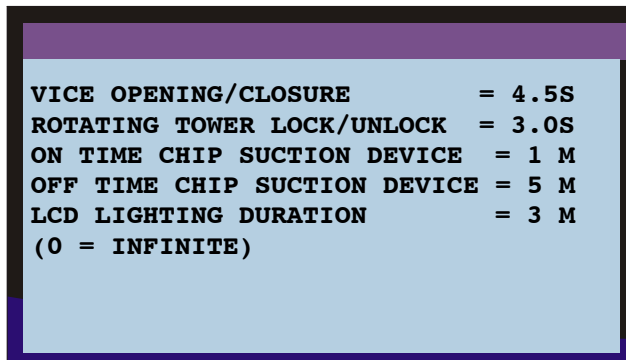 VICE OPENING/CLOSURE = 4.5S
ROTATING TOWER LOCK/UNLOCK = 3.0S
ON TIME CHIP SUCTION DEVICE = 1 M
OFF TIME CHIP SUCTION DEVICE = 5 M
LCD LIGHTING DURATION = 3 M
(0 = INFINITE)